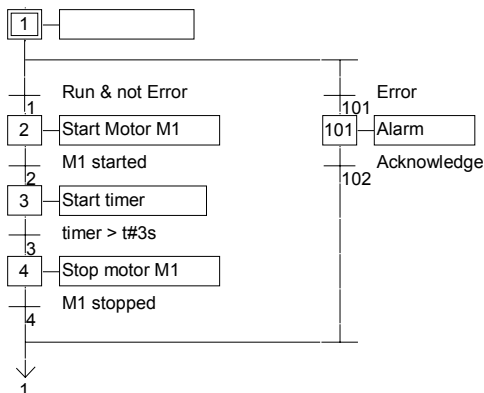 1
Run & not Error
Error
1
101
2
Start Motor M1
101
Alarm
M1 started
Acknowledge
2
102
3
Start timer
timer > t#3s
3
4
Stop motor M1
M1 stopped
4
1